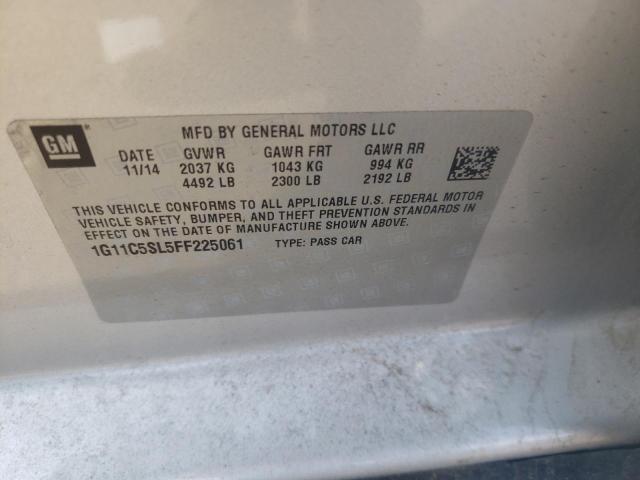 GM
MFD BY GENERAL MOTORS LLC
DATE GVWR GAWR FRT GAWR RR
11/14 2037 KG 1043 KG 994 KG
4492 LB 2300 LB 2192 LB
THIS VEHICLE CONFORMS TO ALL APPLICABLE U.S. FEDERAL MOTOR
VEHICLE SAFETY, BUMPER, AND THEFT PREVENTION STANDARDS IN
EFFECT ON THE DATE OF MANUFACTURE SHOWN ABOVE.
1G11C5SL5FF225061 TYPE: PASS CAR